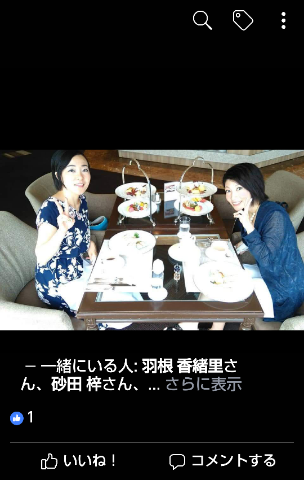 ― 一緒にいる人: 羽根 香緒里さ
ん、砂田 梓さん、... さらに表示
1
いいね！ コメントする